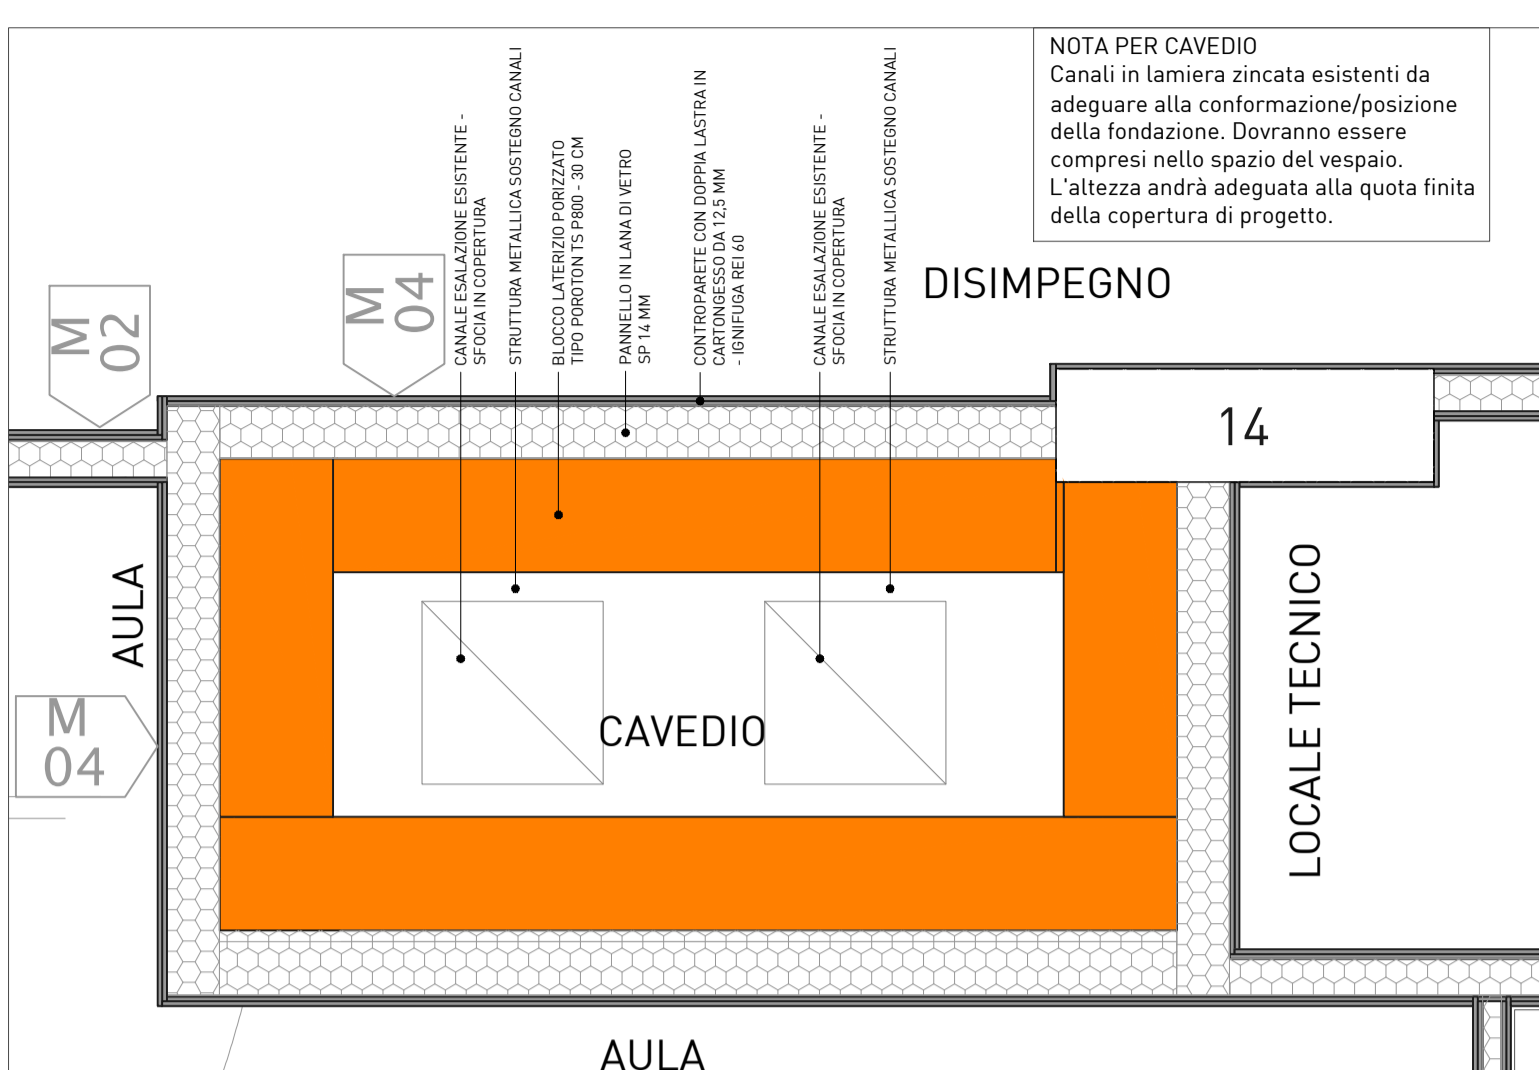 NOTA PER CAVEDIO
Canali in lamiera zincata esistenti da
adeguare alla conformazione/posizione
della fondazione. Dovranno essere
compresi nello spazio del vespaio.
L'altezza andrà adeguata alla quota finita
della copertura di progetto.
CANALE ESALAZIONE ESISTENTE -
SFOCIA IN COPERTURA
STRUTTURA METALLICA SOSTEGNO CANALI
BLOCCO LATERIZIO PORIZZATO
TIPO POROTON TS P800 - 30 CM
PANNELLO IN LANA DI VETRO
SP 14 MM
CONTROPARETE CON DOPPIA LASTRA IN
CARTONGESSO DA 12,5 MM
- IGNIFUGA REI 60
CANALE ESALAZIONE ESISTENTE -
SFOCIA IN COPERTURA
STRUTTURA METALLICA SOSTEGNO CANALI
DISIMPEGNO
M
02
M
04
14
AULA
M
04
CAVEDIO
LOCALE TECNICO
AULA